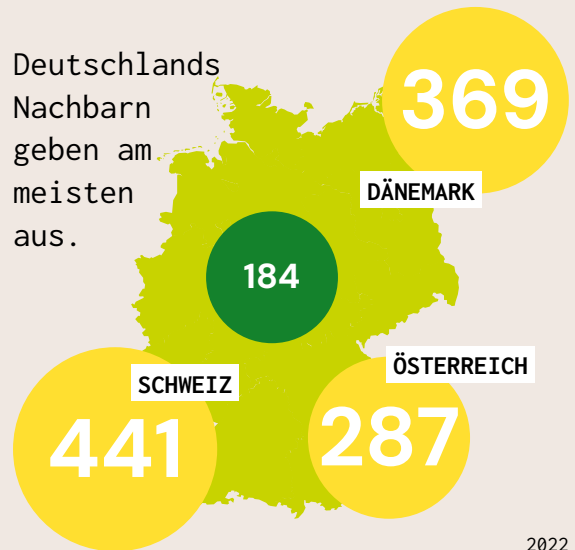 Deutschlands
Nachbarn
geben am
meisten
aus.
369
DÄNEMARK
184
SCHWEIZ
441
ÖSTERREICH
287
2022